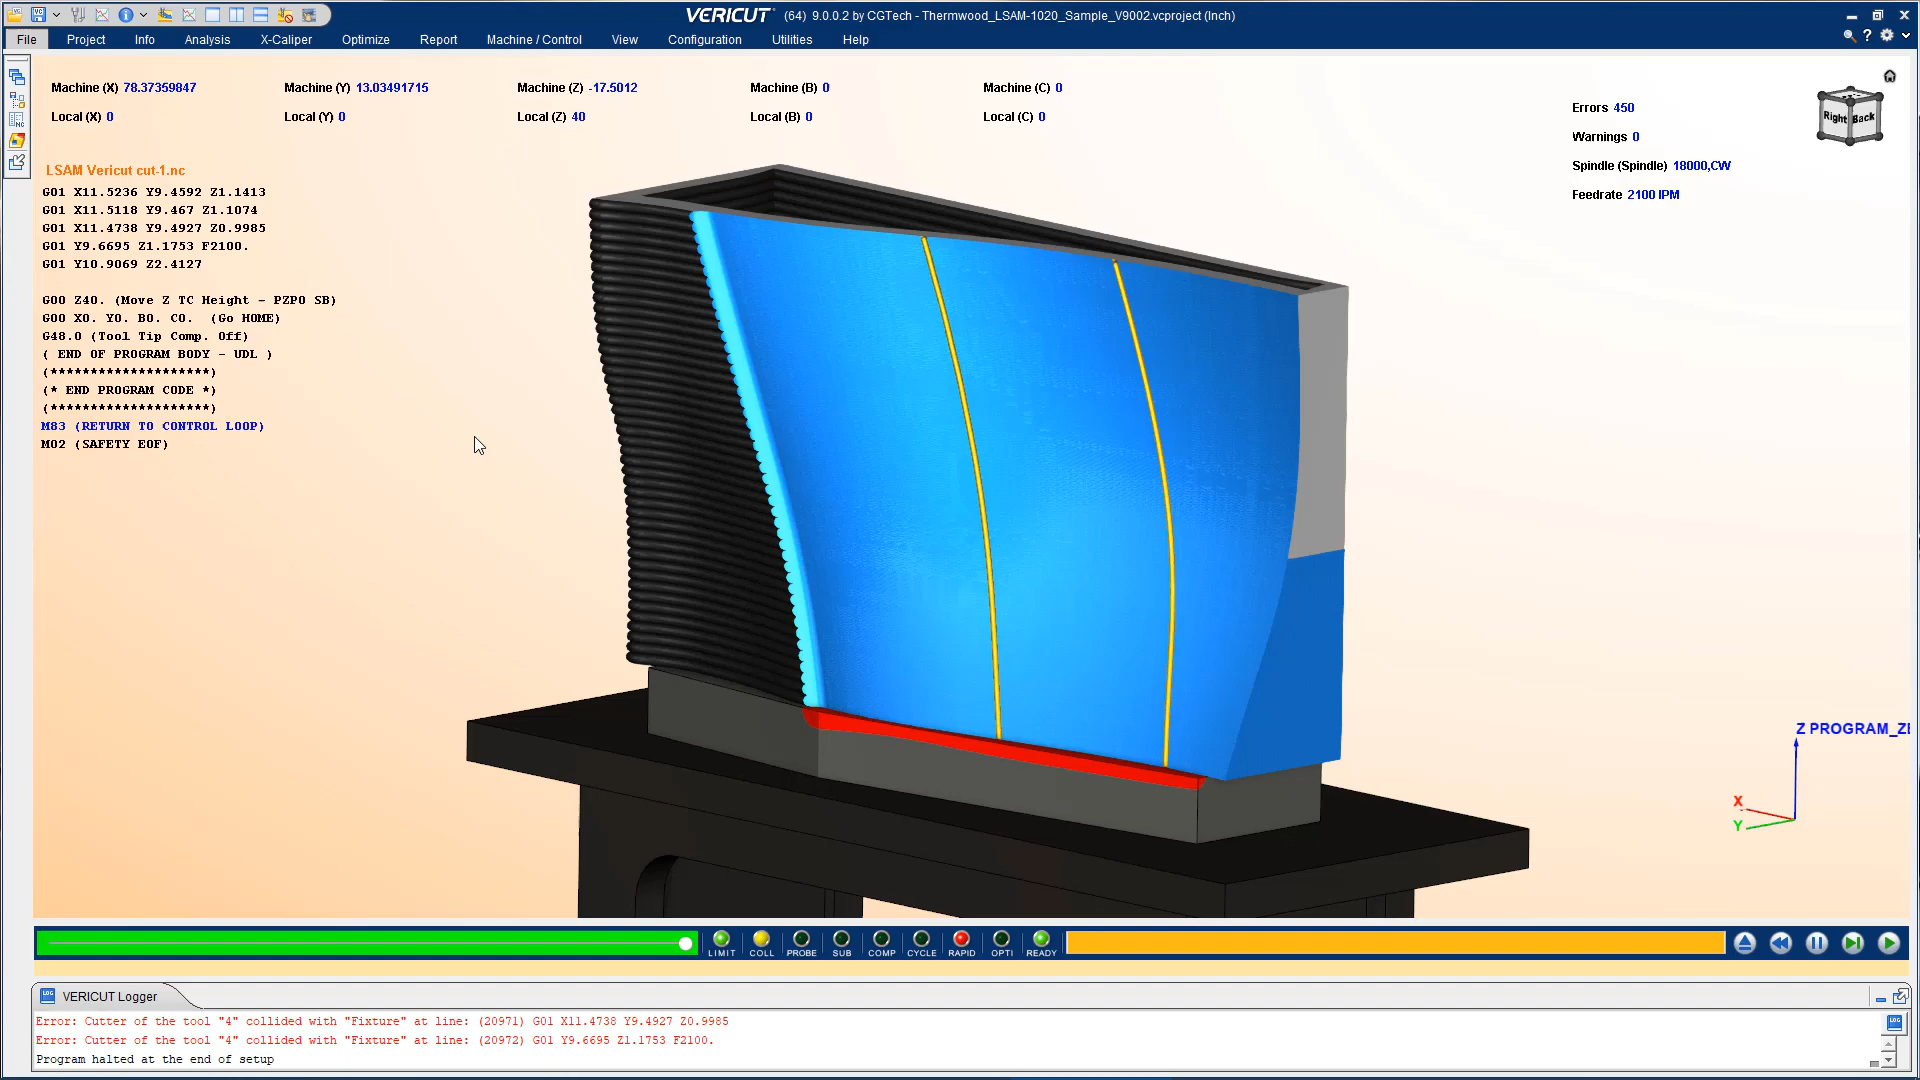 VERICUT (64) 9.0.0.2 by CGTech - Thermwood_LSAM-1020_Sample_V9002.vcproject (Inch)
File Project Info Analysis X-Caliper Optimize Report Machine / Control View Configuration Utilities Help
Machine (X) 78.37359847 Machine (Y) 13.03491715 Machine (Z) -17.5012 Machine (B) 0 Machine (C) 0
Local (X) 0 Local (Y) 0 Local (Z) 40 Local (B) 0 Local (C) 0
Errors 450
Warnings 0
Spindle (Spindle) 18000,CW
Feedrate 2100 IPM
Right Back
LSAM Vericut cut-1.nc
G01 X11.5236 Y9.4592 Z1.1413
G01 X11.5118 Y9.467 Z1.1074
G01 X11.4738 Y9.4927 Z0.9985
G01 Y9.6695 Z1.1753 F2100.
G01 Y10.9069 Z2.4127
G00 Z40. (Move Z TC Height - PZPO SB)
G00 X0. Y0. B0. C0. (Go HOME)
G48.0 (Tool Tip Comp. Off)
( END OF PROGRAM BODY - UDL )
(********************)
(* END PROGRAM CODE *)
(********************)
M83 (RETURN TO CONTROL LOOP)
M02 (SAFETY EOF)
Z PROGRAM_ZE
X
Y
LIMIT COLL PROBE SUB COMP CYCLE RAPID OPTI READY
LOG VERICUT Logger
Error: Cutter of the tool "4" collided with "Fixture" at line: (20971) G01 X11.4738 Y9.4927 Z0.9985
Error: Cutter of the tool "4" collided with "Fixture" at line: (20972) G01 Y9.6695 Z1.1753 F2100.
Program halted at the end of setup
LOG